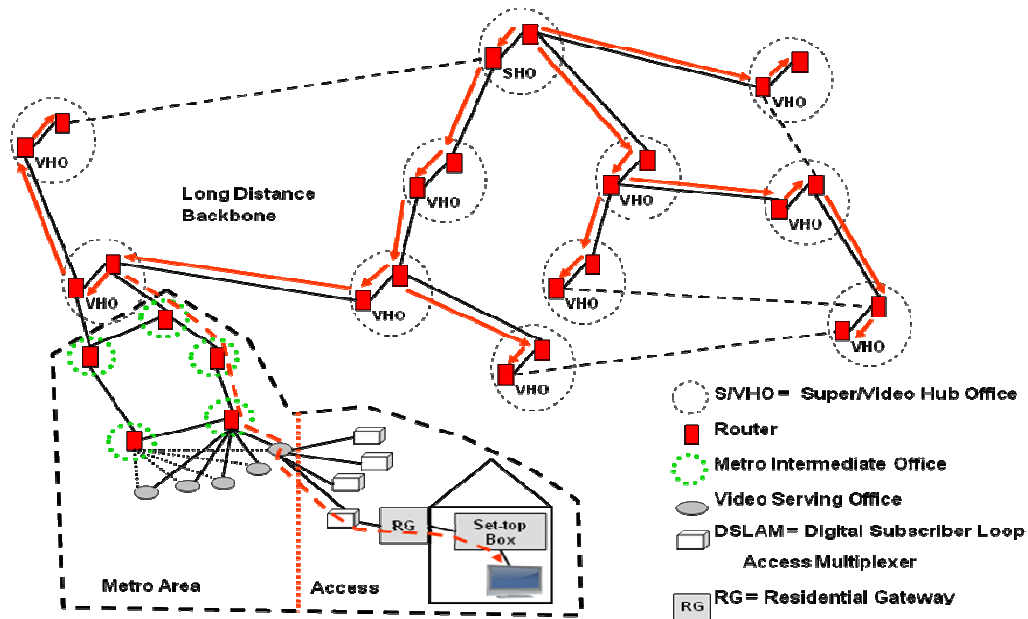 SHO
VHO
VHO
VHO
VHO
Long Distance
Backbone
VHO
VHO
VHO
VHO
VHO
VHO
S/VHO = Super/Video Hub Office
Router
Metro Intermediate Office
Video Serving Office
DSLAM = Digital Subscriber Loop
Access Multiplexer
RG
RG = Residential Gateway
RG
Set-top
Box
Metro Area
Access